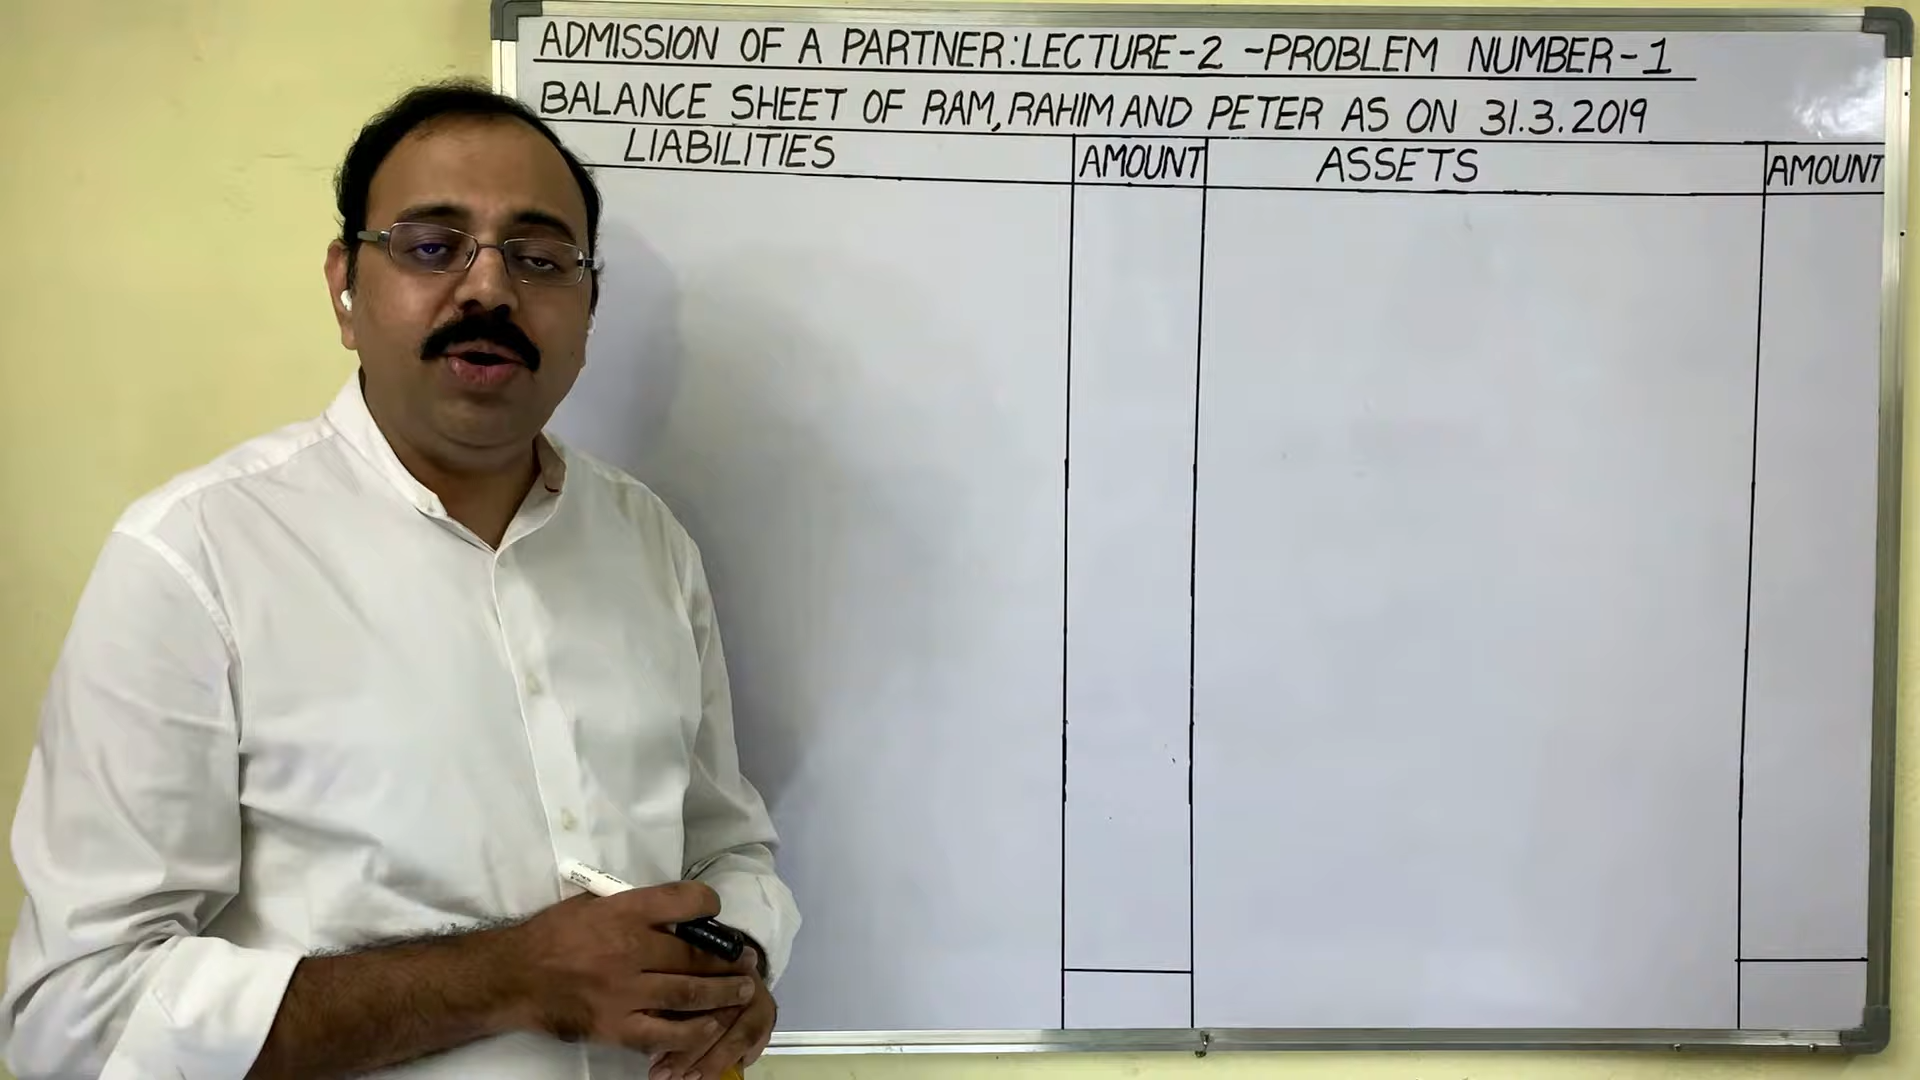 ADMISSION OF A PARTNER:LECTURE-2 -PROBLEM NUMBER-1
BALANCE SHEET OF RAM, RAHIM AND PETER AS ON 31.3.2019
LIABILITIES AMOUNT ASSETS AMOUNT